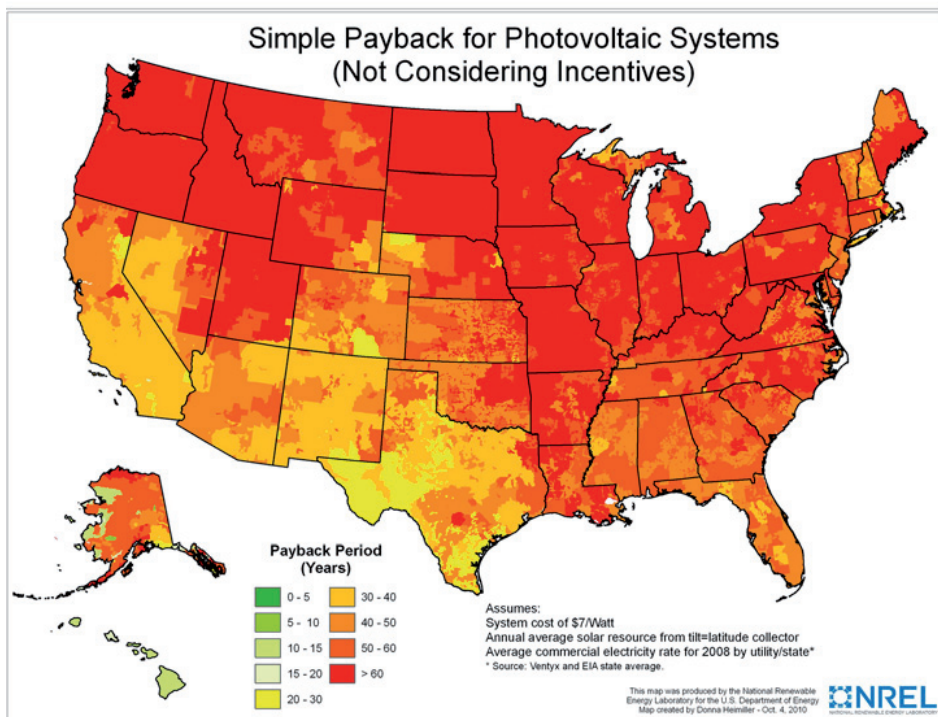 Simple Payback for Photovoltaic Systems
(Not Considering Incentives)
Payback Period
(Years)
0 - 5
5 - 10
10 - 15
15 - 20
20 - 30
30 - 40
40 - 50
50 - 60
> 60
Assumes:
System cost of $7/Watt
Annual average solar resource from tilt=latitude collector
Average commercial electricity rate for 2008 by utility/state*
* Source: Ventyx and EIA state average.
This map was produced by the National Renewable
Energy Laboratory for the U.S. Department of Energy
Map created by Donna Heimiller - Oct. 4, 2010
NREL
NATIONAL RENEWABLE ENERGY LABORATORY